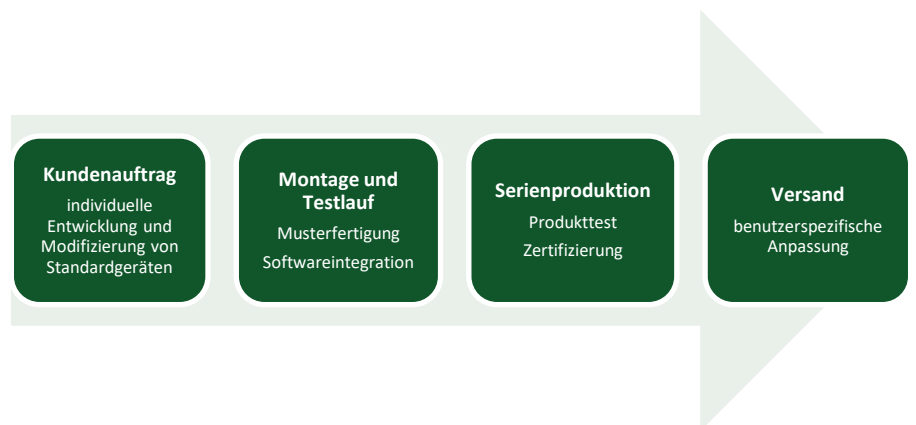 Kundenauftrag
individuelle
Entwicklung und
Modifizierung von
Standardgeräten
Montage und
Testlauf
Musterfertigung
Softwareintegration
Serienproduktion
Produkttest
Zertifizierung
Versand
benutzerspezifische
Anpassung